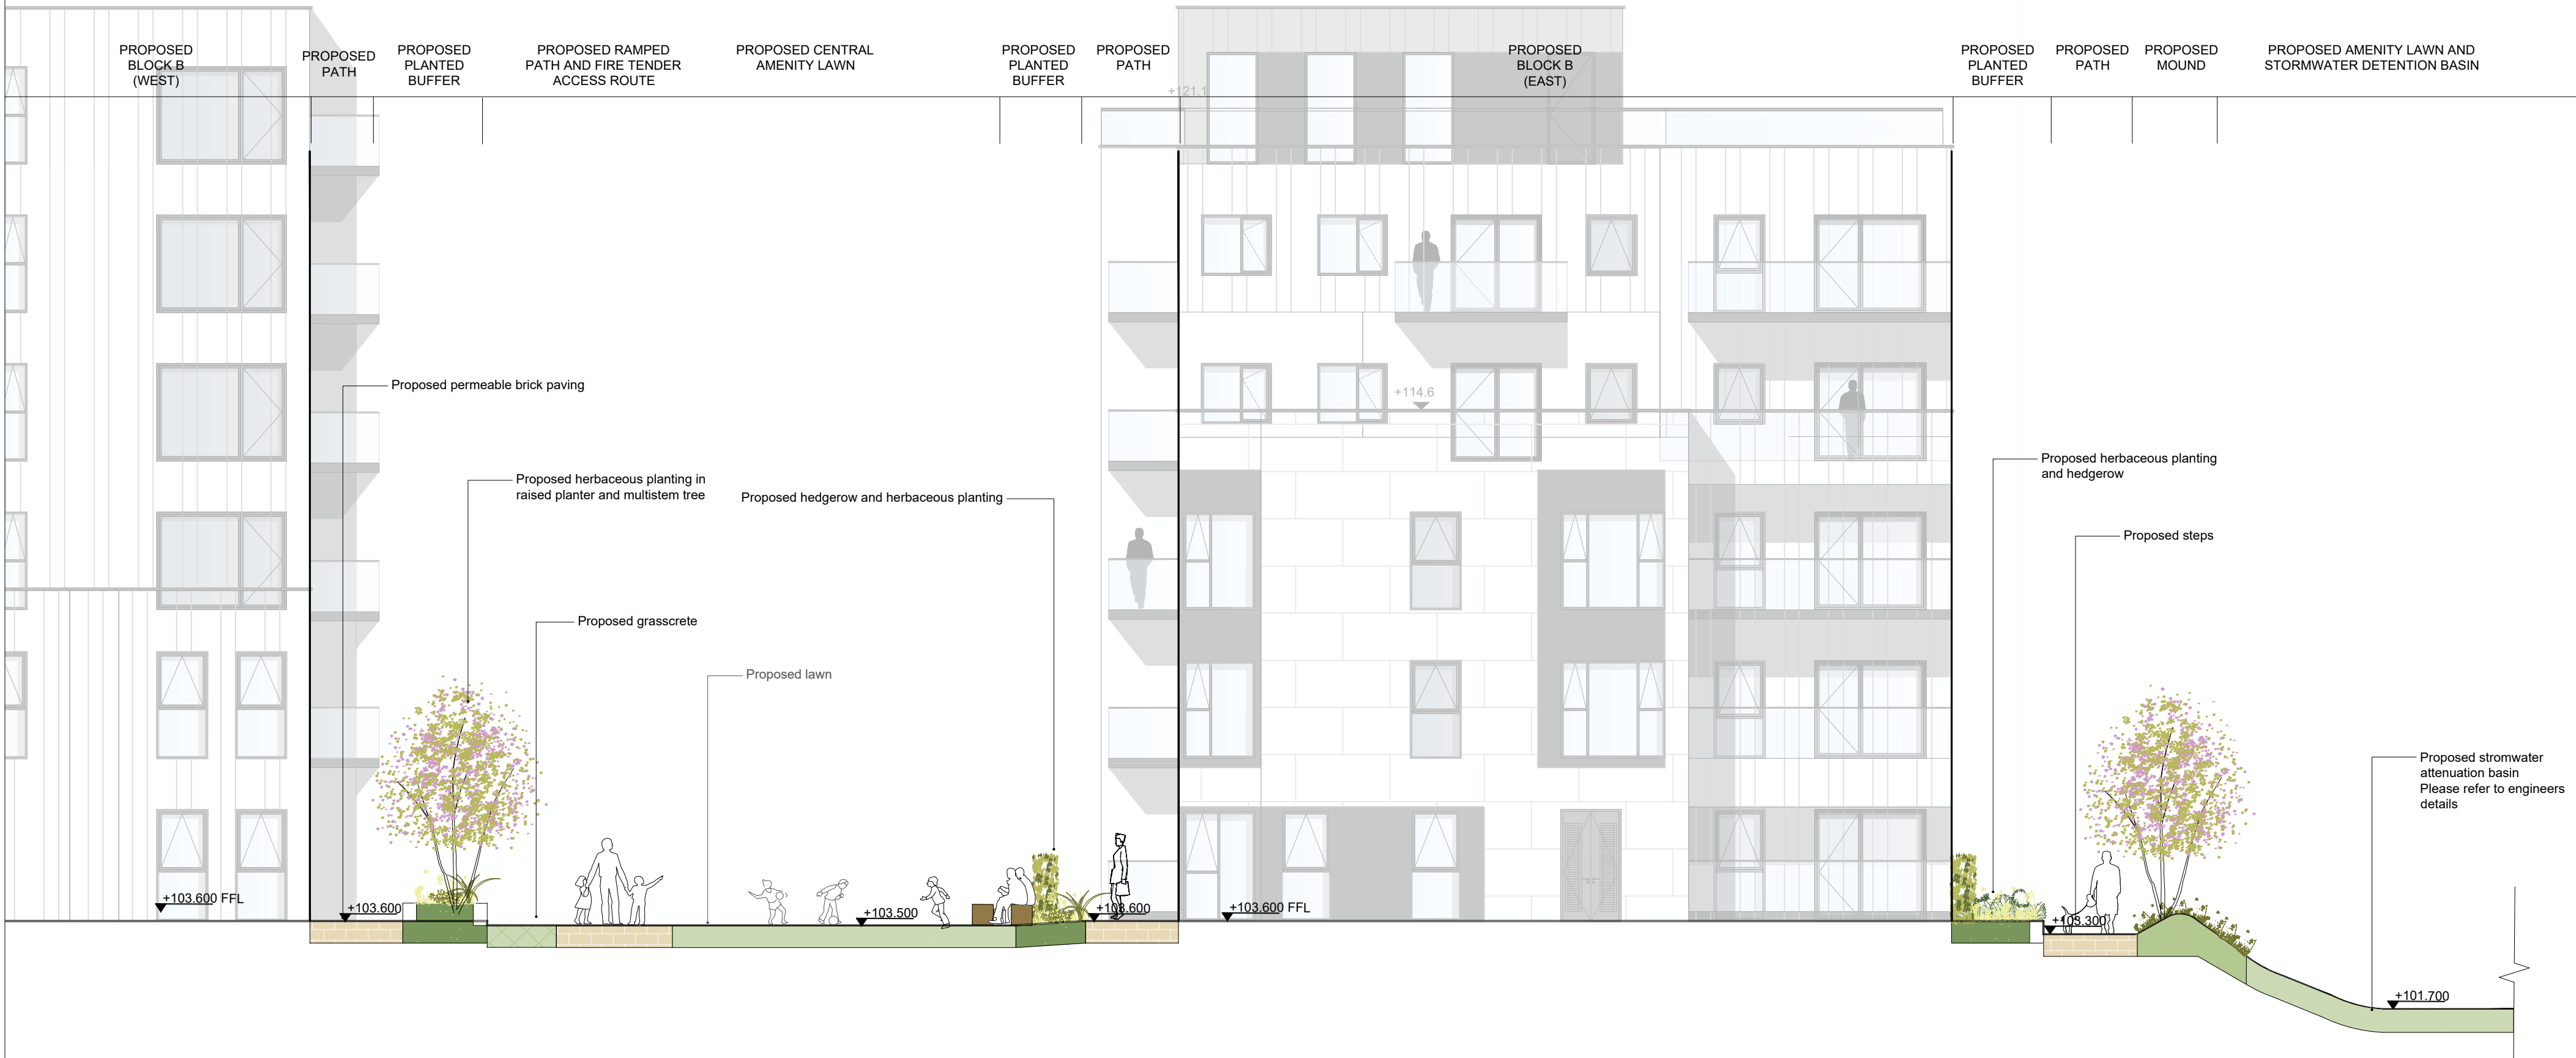 PROPOSED
BLOCK B
(WEST)
PROPOSED
PATH
PROPOSED
PLANTED
BUFFER
PROPOSED RAMPED
PATH AND FIRE TENDER
ACCESS ROUTE
PROPOSED CENTRAL
AMENITY LAWN
PROPOSED
PLANTED
BUFFER
PROPOSED
PATH
PROPOSED
BLOCK B
(EAST)
PROPOSED
PLANTED
BUFFER
PROPOSED
PATH
PROPOSED
MOUND
PROPOSED AMENITY LAWN AND
STORMWATER DETENTION BASIN
+121.1
Proposed permeable brick paving
+114.6
Proposed herbaceous planting in
raised planter and multistem tree
Proposed hedgerow and herbaceous planting
Proposed herbaceous planting
and hedgerow
Proposed steps
Proposed grasscrete
Proposed lawn
Proposed stromwater
attenuation basin
Please refer to engineers
details
+103.600 FFL
+103.600
+103.500
+103.600
+103.600 FFL
+103.300
+101.700